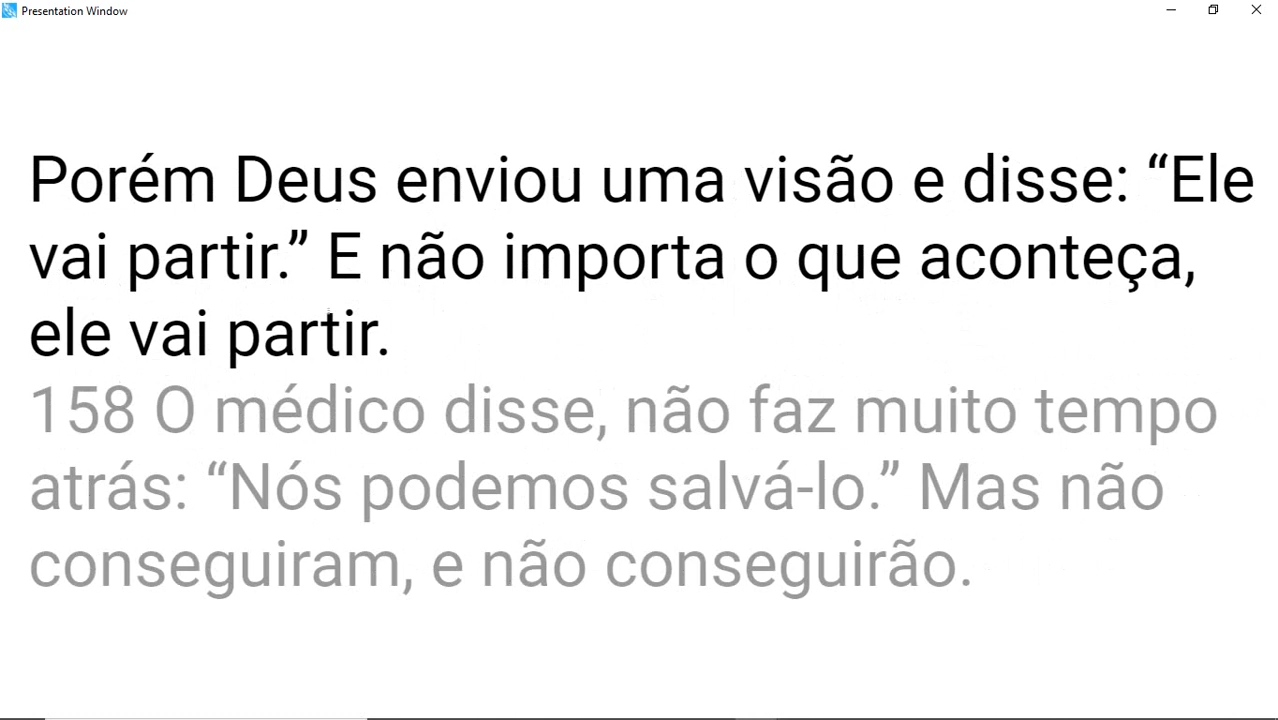 Presentation Window
Porém Deus enviou uma visão e disse: “Ele
vai partir.” E não importa o que aconteça,
ele vai partir.
158 O médico disse, não faz muito tempo
atrás: “Nós podemos salvá-lo.” Mas não
conseguiram, e não conseguirão.